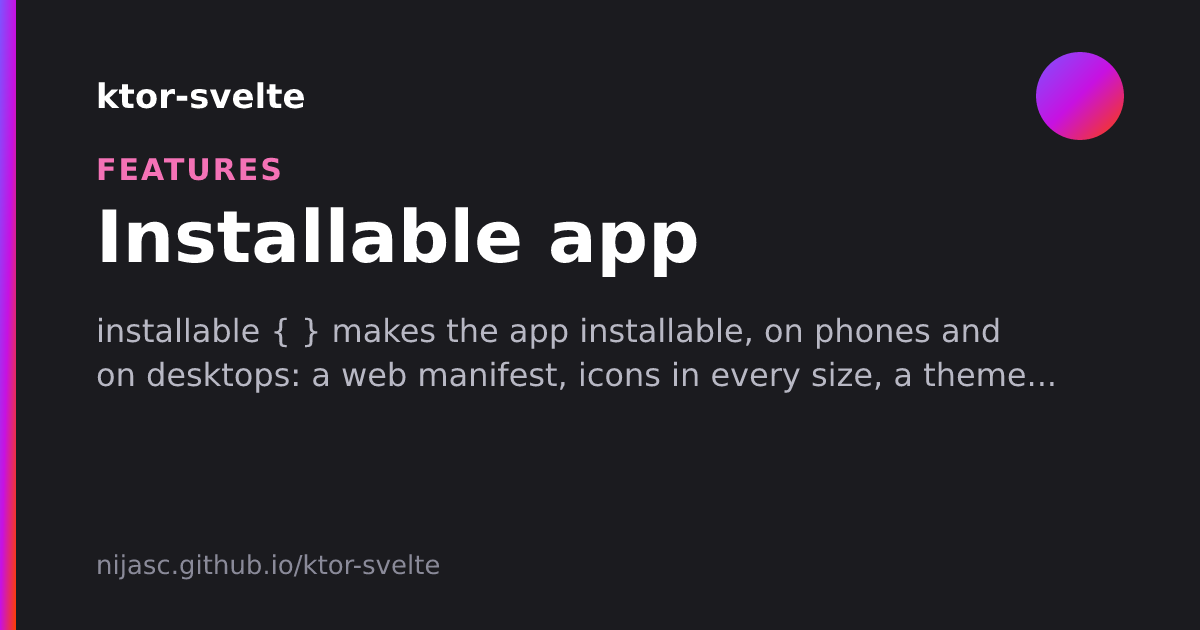 ktor-svelte
FEATURES
Installable app
installable { } makes the app installable, on phones and
on desktops: a web manifest, icons in every size, a theme…
nijasc.github.io/ktor-svelte